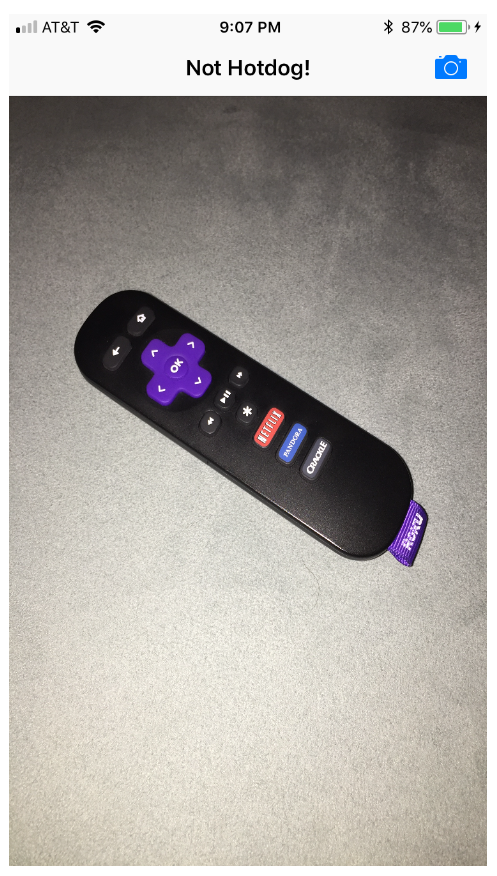 AT&T 9:07 PM 87%
Not Hotdog!
OK
NETFLIX
PANDORA
CRACKLE
Roku